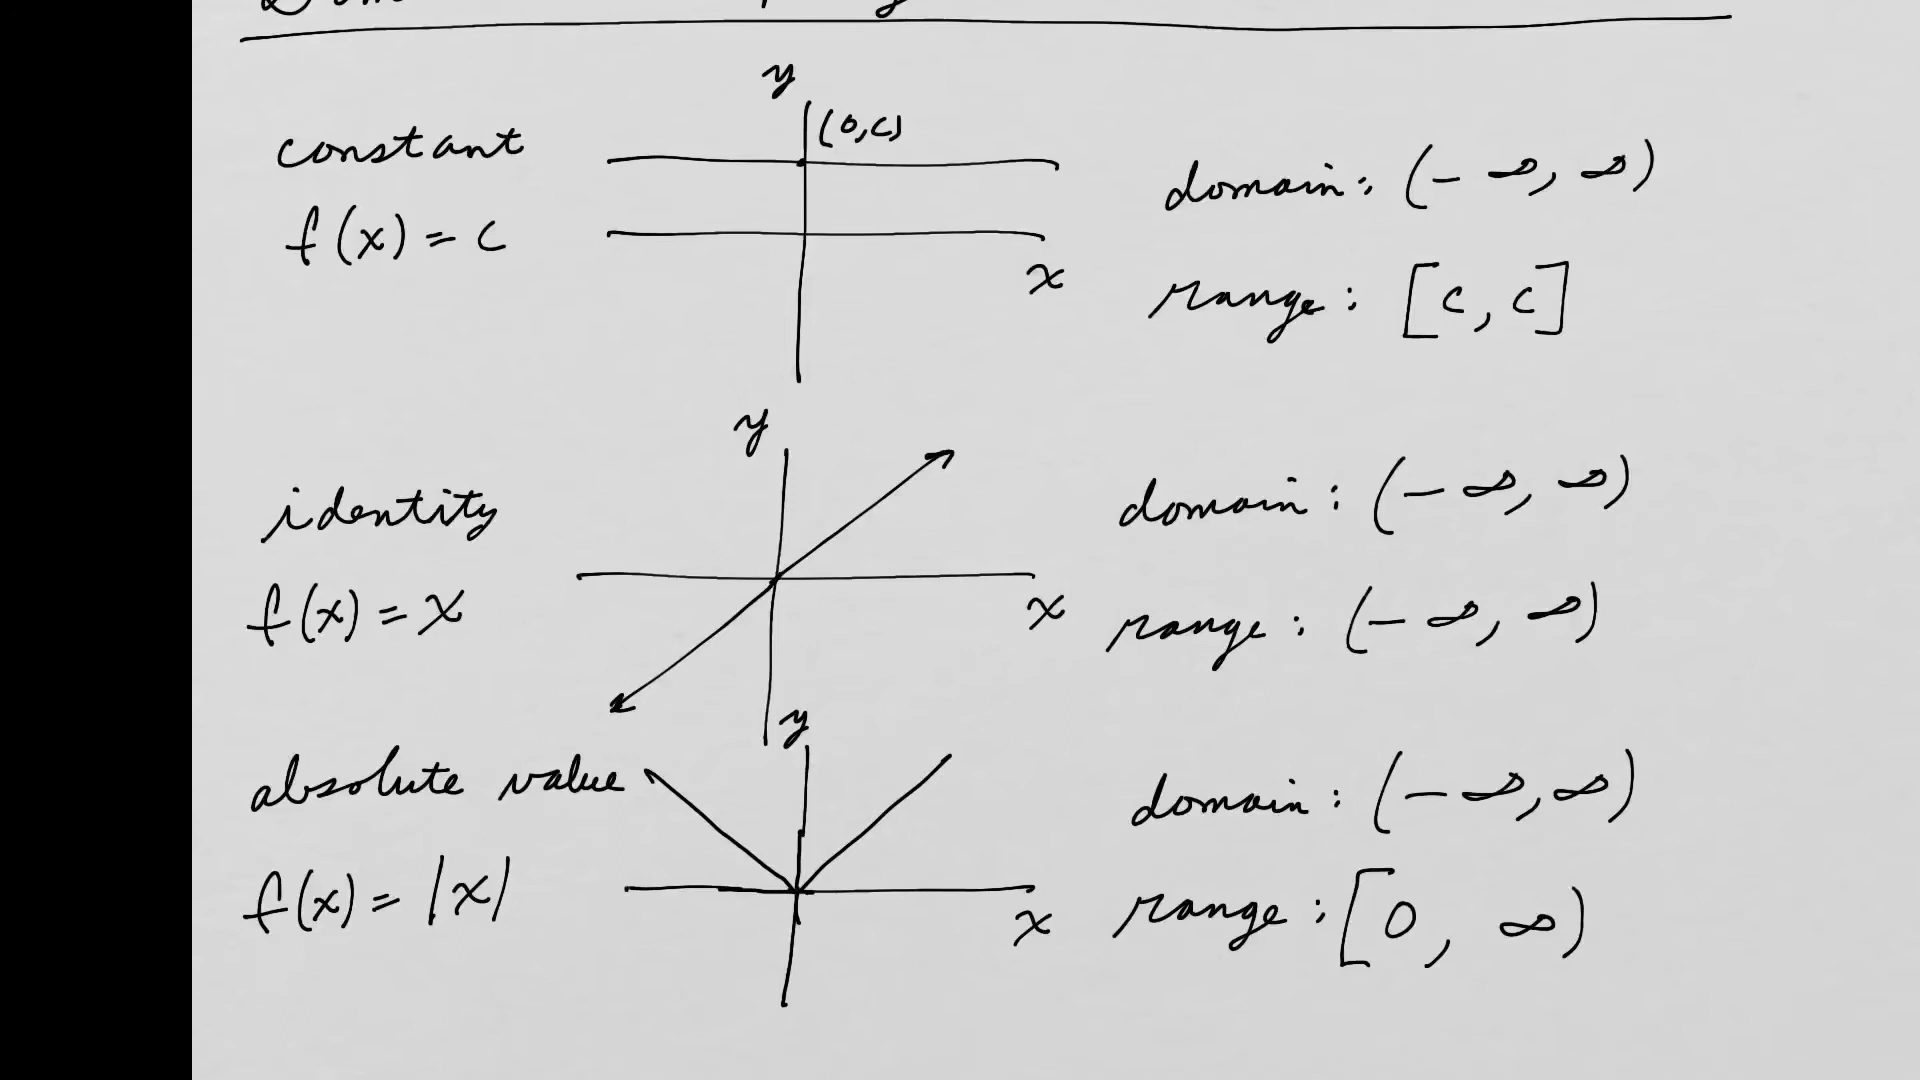 y
(0,c)
constant
domain: (-∞, ∞)
f(x) = c
x
range: [c, c]
y
identity
domain: (-∞, ∞)
f(x) = x
x
range: (-∞, ∞)
y
absolute value
domain: (-∞, ∞)
f(x) = |x|
x
range: [0, ∞)